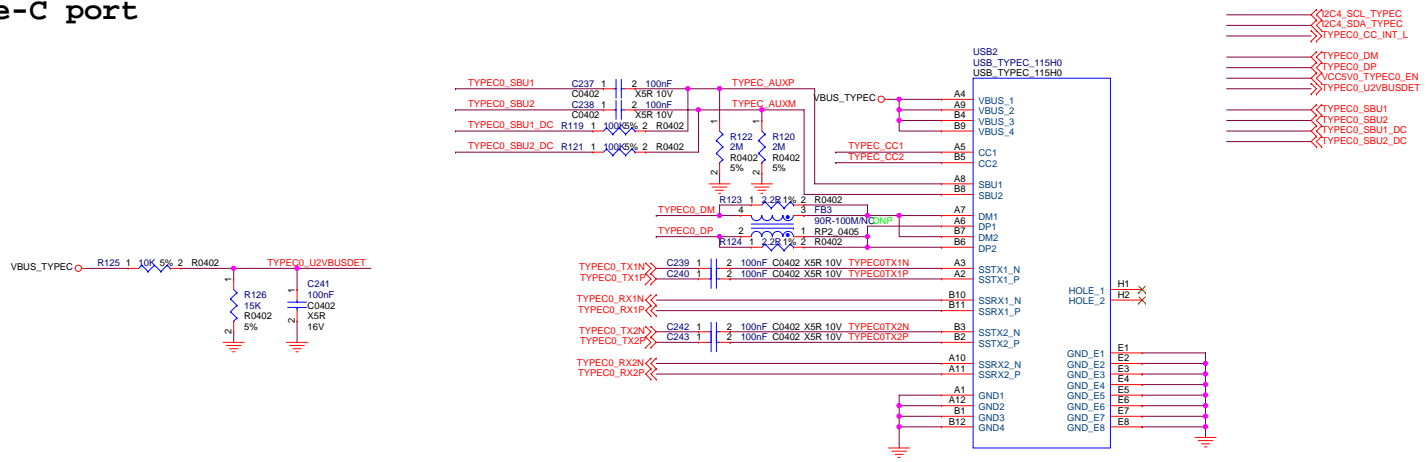 e-C port
I2C4_SCL_TYPEC
I2C4_SDA_TYPEC
TYPEC0_CC_INT_L
TYPEC0_DM
TYPEC0_DP
VCC5V0_TYPEC0_EN
TYPEC0_U2VBUSDET
TYPEC0_SBU1
TYPEC0_SBU2
TYPEC0_SBU1_DC
TYPEC0_SBU2_DC
USB2
USB_TYPEC_115H0
USB_TYPEC_115H0
TYPEC0_SBU1 C237 1 2 100nF TYPEC_AUXP
C0402 X5R 10V
TYPEC0_SBU2 C238 1 2 100nF TYPEC_AUXM
C0402 X5R 10V
TYPEC0_SBU1_DC R119 1 100K 5% 2 R0402
TYPEC0_SBU2_DC R121 1 100K 5% 2 R0402
1 R122 2M R0402 5% 2
1 R120 2M R0402 5% 2
VBUS_TYPEC A4 VBUS_1
A9 VBUS_2
B4 VBUS_3
B9 VBUS_4
TYPEC_CC1 A5 CC1
TYPEC_CC2 B5 CC2
A8 SBU1
B8 SBU2
R123 1 2.2R 1% 2 R0402
TYPEC0_DM 4 3 FB3 A7 DM1
90R-100M/NC DNP A6 DP1
TYPEC0_DP 2 1 RP2_0405 B7 DM2
R124 1 2.2R 1% 2 R0402 B6 DP2
TYPEC0_TX1N C239 1 2 100nF C0402 X5R 10V TYPEC0TX1N A3 SSTX1_N
TYPEC0_TX1P C240 1 2 100nF C0402 X5R 10V TYPEC0TX1P A2 SSTX1_P
TYPEC0_RX1N B10 SSRX1_N
TYPEC0_RX1P B11 SSRX1_P
TYPEC0_TX2N C242 1 2 100nF C0402 X5R 10V TYPEC0TX2N B3 SSTX2_N
TYPEC0_TX2P C243 1 2 100nF C0402 X5R 10V TYPEC0TX2P B2 SSTX2_P
TYPEC0_RX2N A10 SSRX2_N
TYPEC0_RX2P A11 SSRX2_P
A1 GND1
A12 GND2
B1 GND3
B12 GND4
HOLE_1 H1
HOLE_2 H2
GND_E1 E1
GND_E2 E2
GND_E3 E3
GND_E4 E4
GND_E5 E5
GND_E6 E6
GND_E7 E7
GND_E8 E8
VBUS_TYPEC R125 1 10K 5% 2 R0402 TYPEC0_U2VBUSDET
1 R126 15K R0402 5% 2
1 C241 100nF C0402 X5R 16V 2